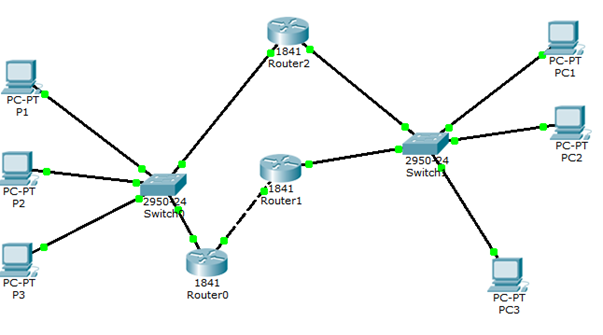 1841
Router2
PC-PT
PC1
PC-PT
P1
PC-PT
PC2
2950-24
Switch1
PC-PT
P2
1841
Router1
2950-24
Switch0
PC-PT
P3
1841
Router0
PC-PT
PC3